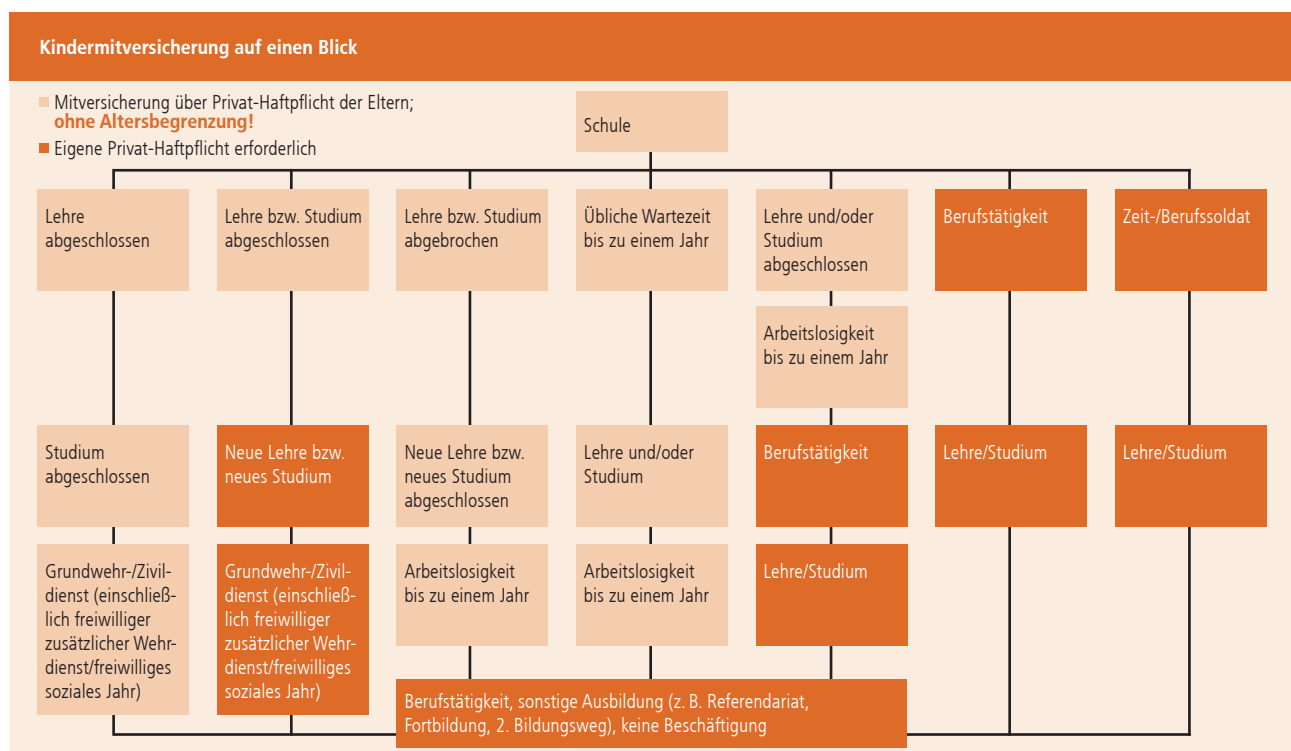 Kindermitversicherung auf einen Blick
Mitversicherung über Privat-Haftpflicht der Eltern;
ohne Altersbegrenzung!
Eigene Privat-Haftpflicht erforderlich
Schule
Lehre
abgeschlossen
Lehre bzw. Studium
abgeschlossen
Lehre bzw. Studium
abgebrochen
Übliche Wartezeit
bis zu einem Jahr
Lehre und/oder
Studium
abgeschlossen
Berufstätigkeit
Zeit-/Berufssoldat
Arbeitslosigkeit
bis zu einem Jahr
Studium
abgeschlossen
Neue Lehre bzw.
neues Studium
Neue Lehre bzw.
neues Studium
abgeschlossen
Lehre und/oder
Studium
Berufstätigkeit
Lehre/Studium
Lehre/Studium
Grundwehr-/Zivil-
dienst (einschließ-
lich freiwilliger
zusätzlicher Wehr-
dienst/freiwilliges
soziales Jahr)
Grundwehr-/Zivil-
dienst (einschließ-
lich freiwilliger
zusätzlicher Wehr-
dienst/freiwilliges
soziales Jahr)
Arbeitslosigkeit
bis zu einem Jahr
Arbeitslosigkeit
bis zu einem Jahr
Lehre/Studium
Berufstätigkeit, sonstige Ausbildung (z. B. Referendariat,
Fortbildung, 2. Bildungsweg), keine Beschäftigung